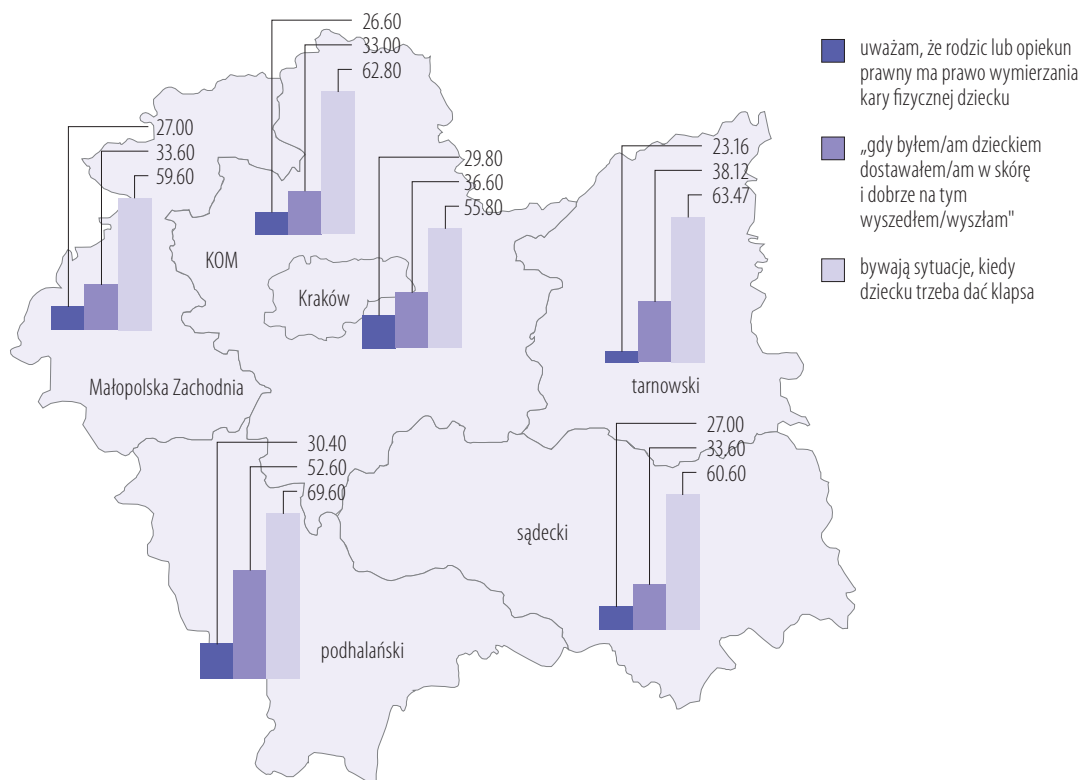 26.60
33.00
62.80
27.00
33.60
59.60
29.80
36.60
55.80
23.16
38.12
63.47
KOM
Kraków
Małopolska Zachodnia
tarnowski
30.40
52.60
69.60
27.00
33.60
60.60
sądecki
podhalański
uważam, że rodzic lub opiekun
prawny ma prawo wymierzania
kary fizycznej dziecku
„gdy byłem/am dzieckiem
dostawałem/am w skórę
i dobrze na tym
wyszedłem/wyszłam"
bywają sytuacje, kiedy
dziecku trzeba dać klapsa